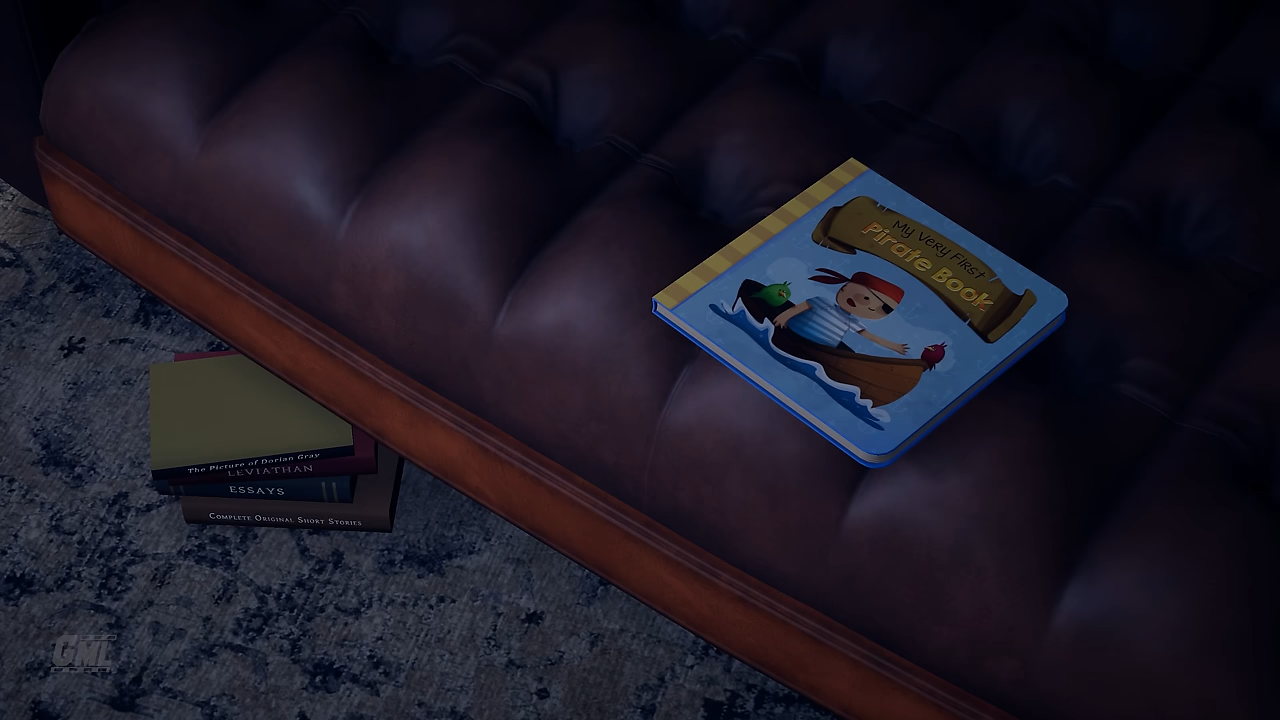 My Very First
Pirate Book
The Picture of Dorian Gray
LEVIATHAN
ESSAYS
COMPLETE ORIGINAL SHORT STORIES
GML